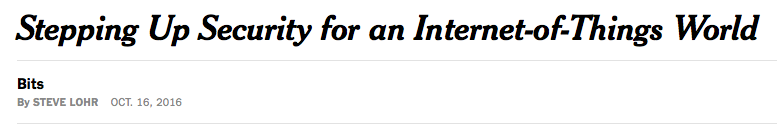 Stepping Up Security for an Internet-of-Things World
Bits
By STEVE LOHR OCT. 16, 2016